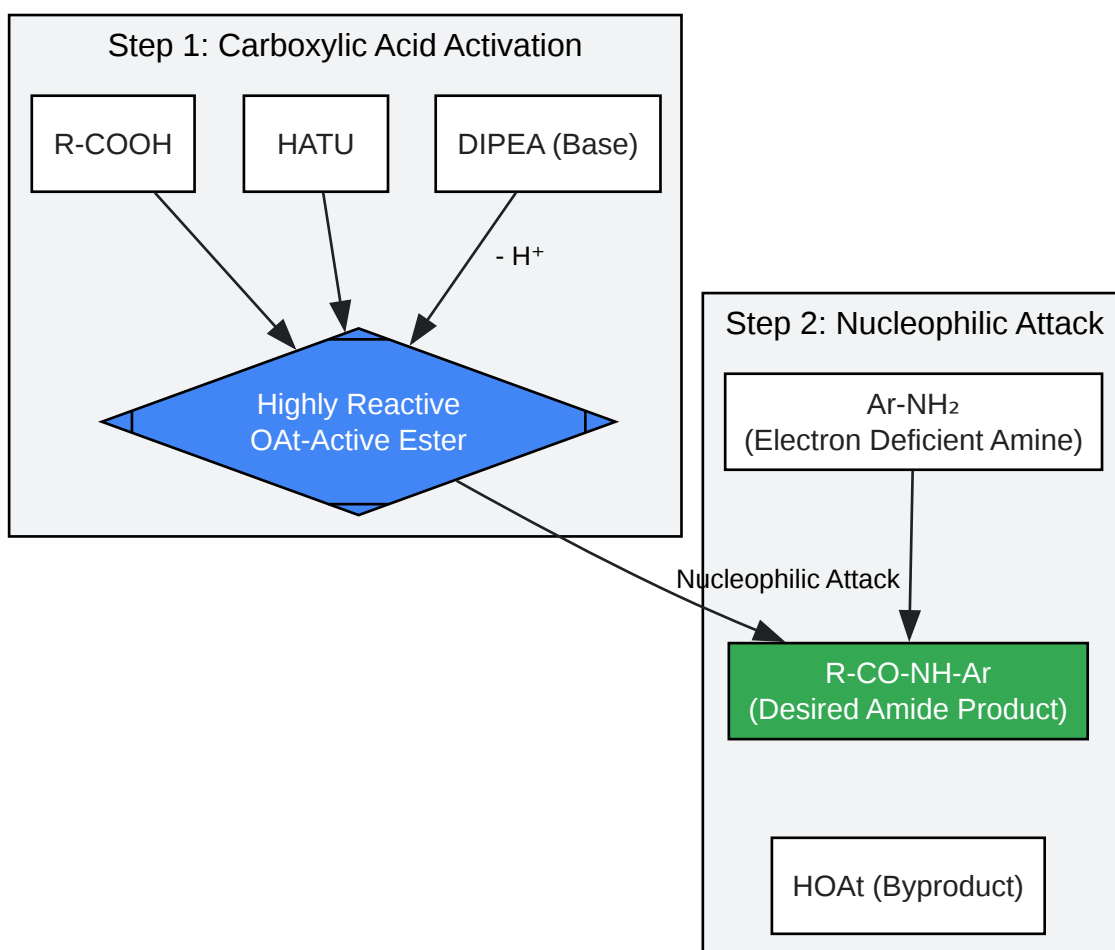 Step 1: Carboxylic Acid Activation
R-COOH
HATU
DIPEA (Base)
- H⁺
Highly Reactive
OAt-Active Ester
Step 2: Nucleophilic Attack
Ar-NH₂
(Electron Deficient Amine)
Nucleophilic Attack
R-CO-NH-Ar
(Desired Amide Product)
HOAt (Byproduct)